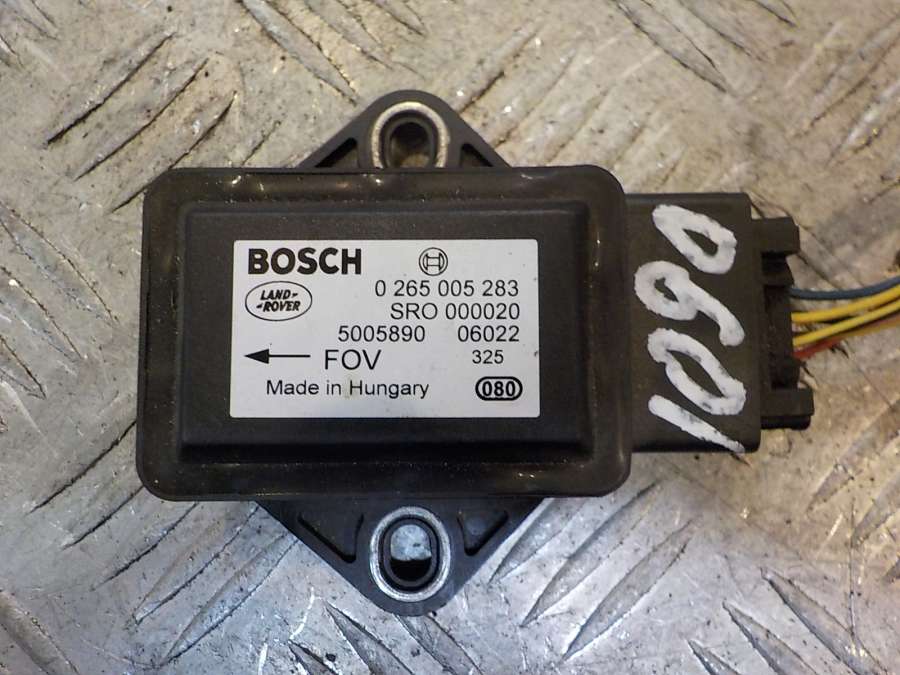 BOSCH
LAND-
-ROVER
0 265 005 283
SRO 000020
5005890 06022
FOV 325
Made in Hungary 080
1090